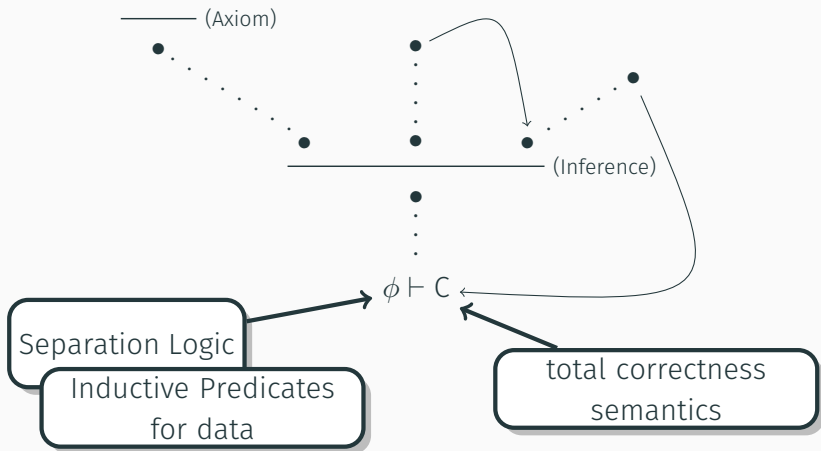 (Axiom)
(Inference)
ϕ ⊢ C
Separation Logic
Inductive Predicates
for data
total correctness
semantics